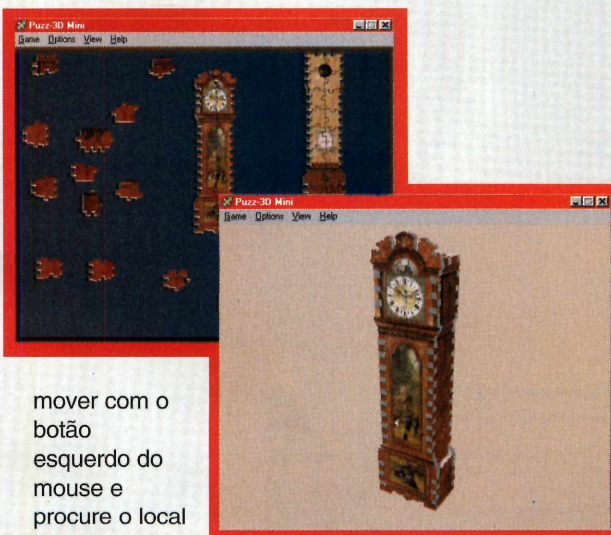 Puzz-3D Mini
Game Options View Help
Puzz-3D Mini
Game Options View Help
mover com o
botão
esquerdo do
mouse e
procure o local